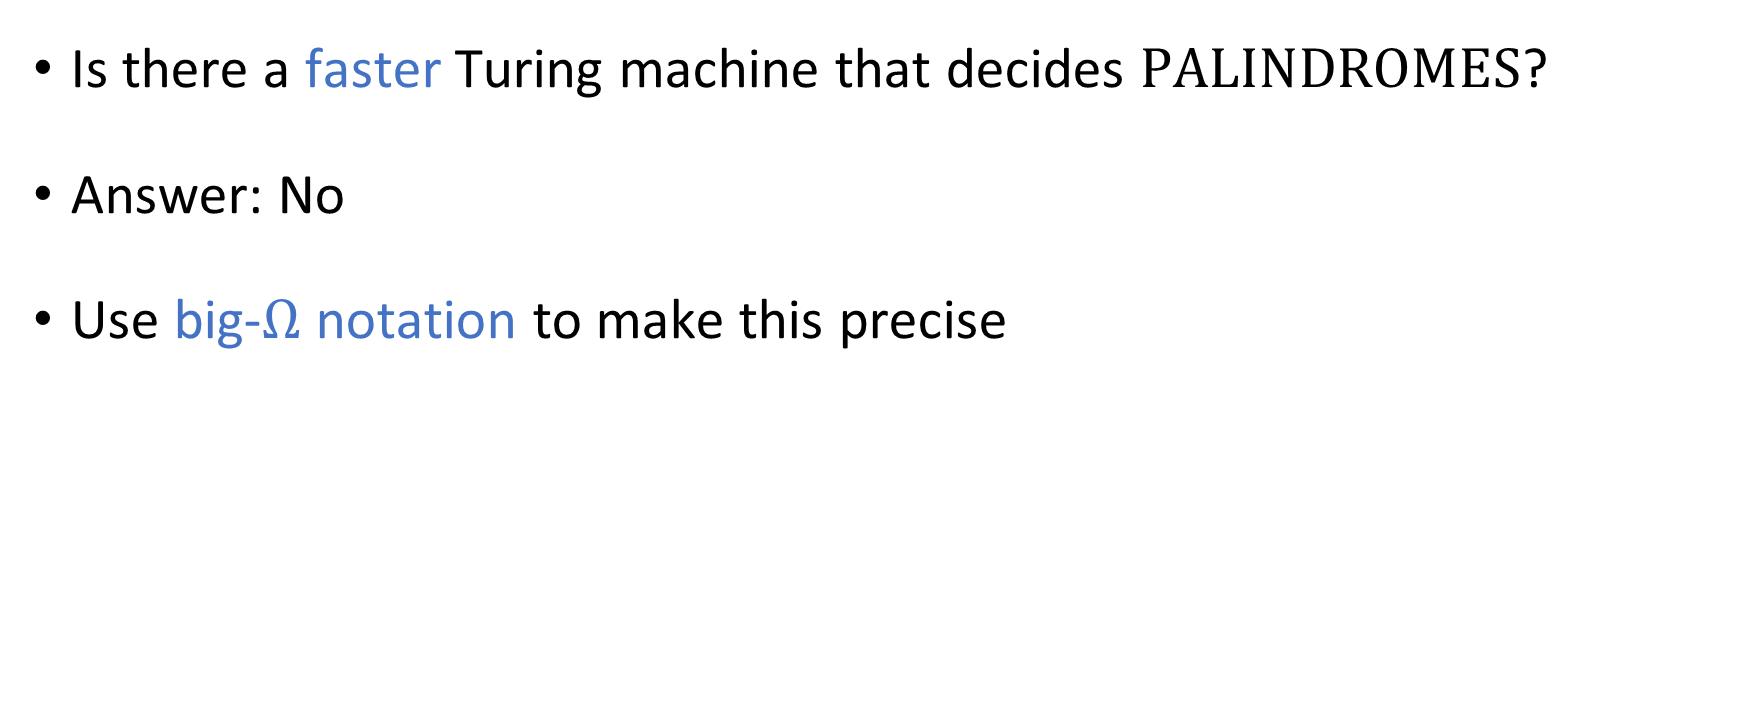 • Is there a faster Turing machine that decides PALINDROMES?
• Answer: No
• Use big-Ω notation to make this precise